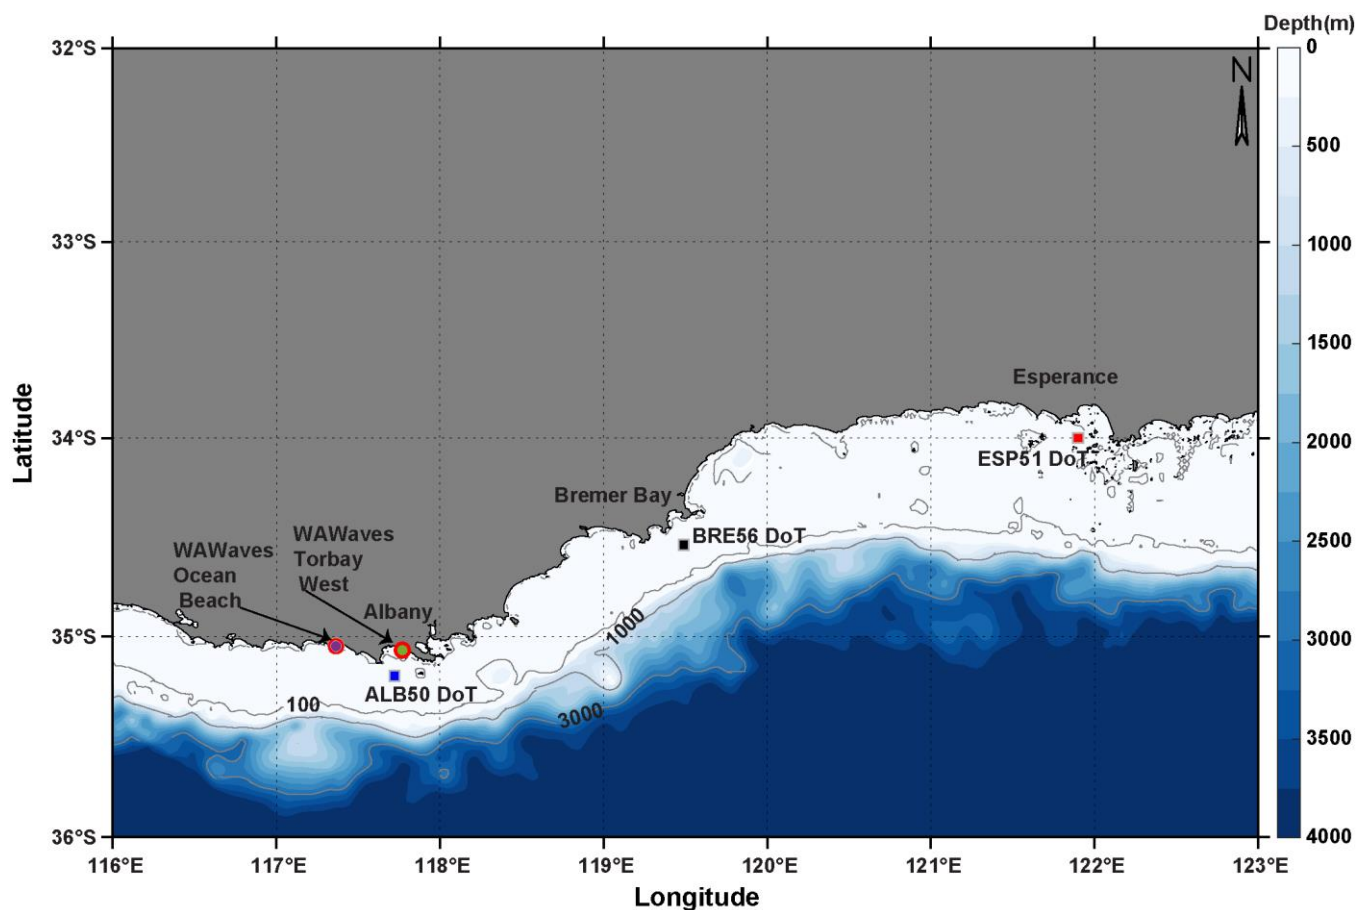 Depth(m)
32°S
0
N
500
33°S
1000
1500
Esperance
Latitude
34°S
2000
ESP51 DoT
Bremer Bay
BRE56 DoT
2500
WAWaves
Ocean
Beach
WAWaves
Torbay
West
Albany
35°S
1000
3000
ALB50 DoT
100
3000
3500
36°S
4000
116°E
117°E
118°E
119°E
120°E
121°E
122°E
123°E
Longitude